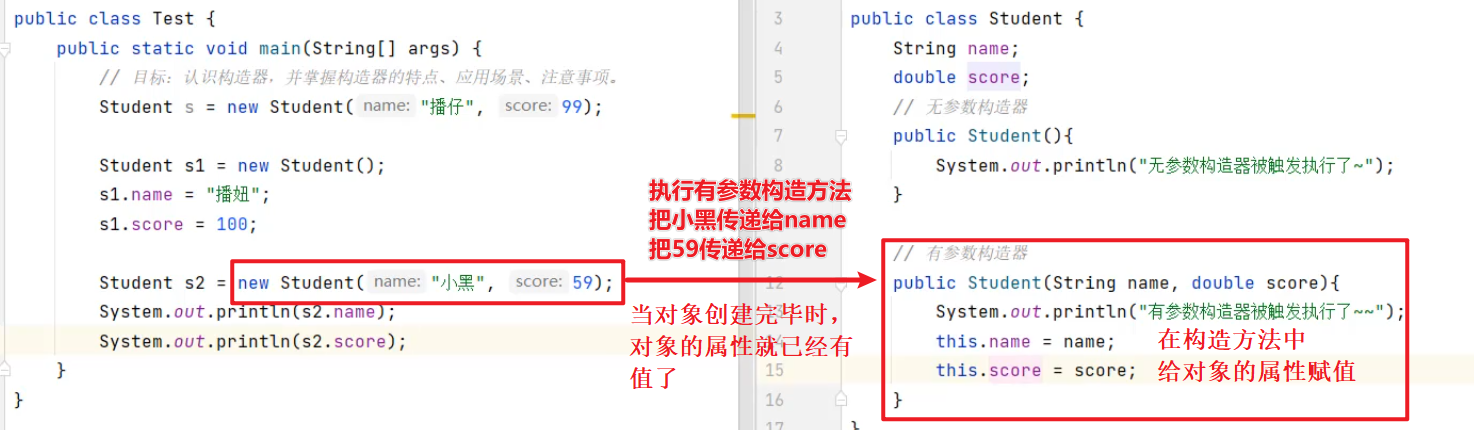 public class Test {
public static void main(String[] args) {
// 目标：认识构造器，并掌握构造器的特点、应用场景、注意事项。
Student s = new Student( name: "播仔", score: 99);
Student s1 = new Student();
s1.name = "播妞";
s1.score = 100;
Student s2 = new Student( name: "小黑", score: 59);
System.out.println(s2.name);
System.out.println(s2.score);
}
}
执行有参数构造方法
把小黑传递给name
把59传递给score
当对象创建完毕时，
对象的属性就已经有
值了
3 public class Student {
4 String name;
5 double score;
6 // 无参数构造器
7 public Student(){
8 System.out.println("无参数构造器被触发执行了~");
9 }
// 有参数构造器
12 public Student(String name, double score){
System.out.println("有参数构造器被触发执行了~~");
this.name = name;
15 this.score = score;
16 }
17 }
在构造方法中
给对象的属性赋值